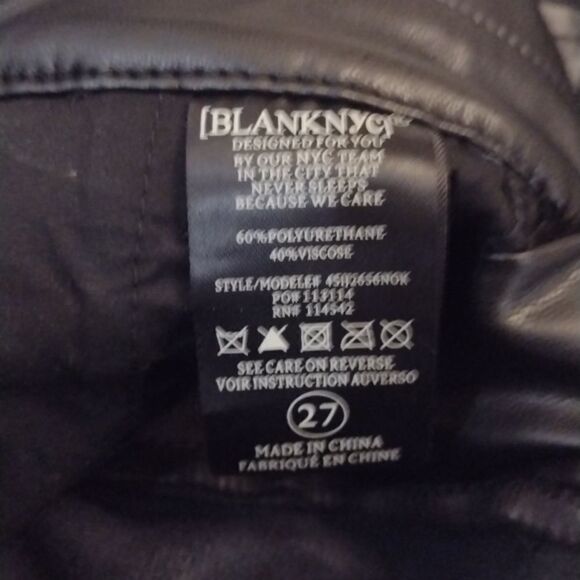 [BLANKNYC]
DESIGNED FOR YOU
BY OUR NYC TEAM
IN THE CITY THAT
NEVER SLEEPS
BECAUSE WE CARE
60%POLYURETHANE
40%VISCOSE
STYLE/MODELE#
PO# 113114
RN# 114542
SEE CARE ON REVERSE
VOIR INSTRUCTION AUVERSO
27
MADE IN CHINA
FABRIQUÉ EN CHINE